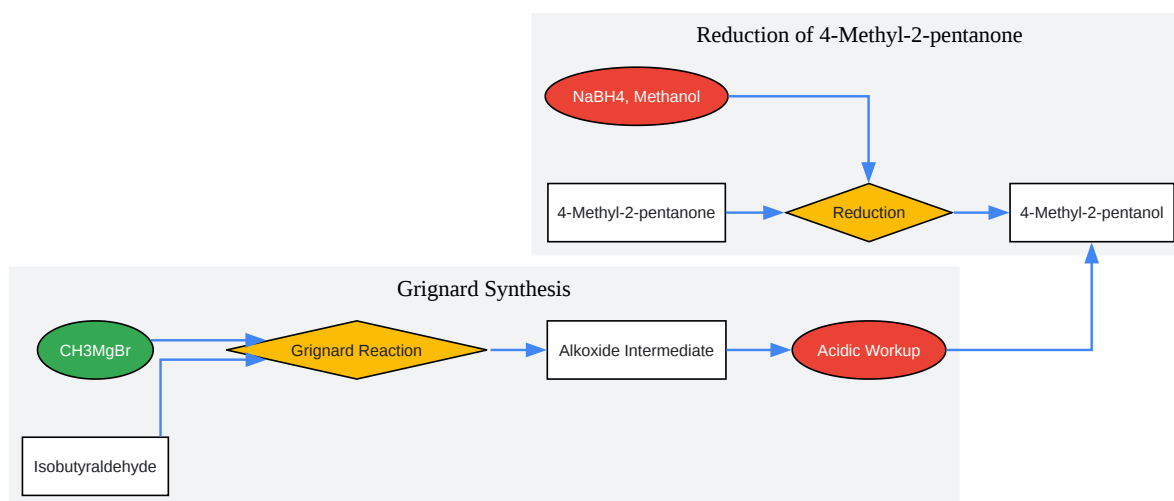 Reduction of 4-Methyl-2-pentanone
NaBH4, Methanol
4-Methyl-2-pentanone
Reduction
4-Methyl-2-pentanol
Grignard Synthesis
CH3MgBr
Grignard Reaction
Alkoxide Intermediate
Acidic Workup
Isobutyraldehyde